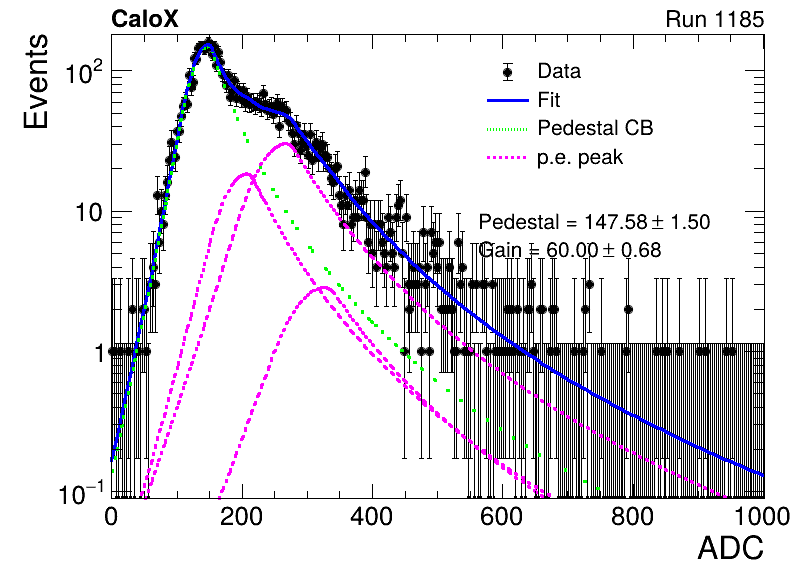 CaloX Run 1185
Events
Data
Fit
Pedestal CB
p.e. peak
Pedestal = 147.58 ± 1.50
Gain = 60.00 ± 0.68
10²
10
1
10⁻¹
0 200 400 600 800 1000
ADC